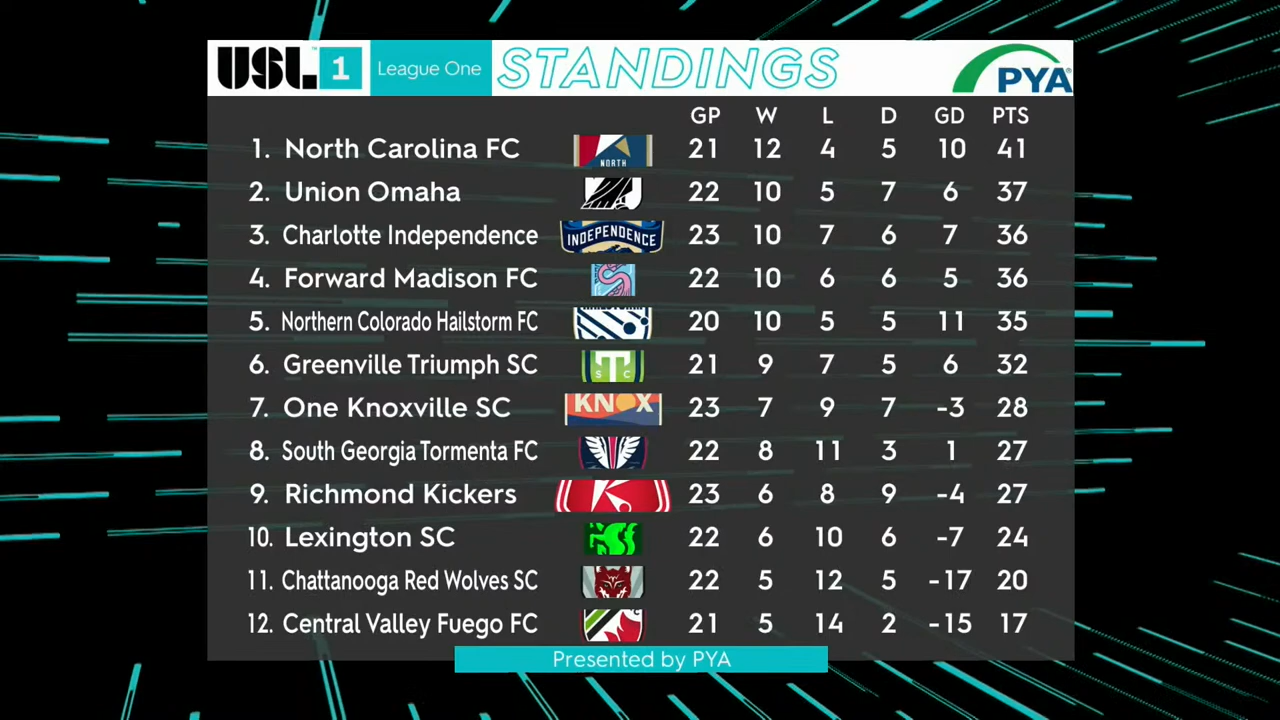 USL 1 League One STANDINGS PYA
GP W L D GD PTS
1. North Carolina FC NORTH 21 12 4 5 10 41
2. Union Omaha 22 10 5 7 6 37
3. Charlotte Independence INDEPENDENCE 23 10 7 6 7 36
4. Forward Madison FC 22 10 6 6 5 36
5. Northern Colorado Hailstorm FC 20 10 5 5 11 35
6. Greenville Triumph SC T S C 21 9 7 5 6 32
7. One Knoxville SC KNOX 23 7 9 7 -3 28
8. South Georgia Tormenta FC 22 8 11 3 1 27
9. Richmond Kickers 23 6 8 9 -4 27
10. Lexington SC 22 6 10 6 -7 24
11. Chattanooga Red Wolves SC 22 5 12 5 -17 20
12. Central Valley Fuego FC 21 5 14 2 -15 17
Presented by PYA